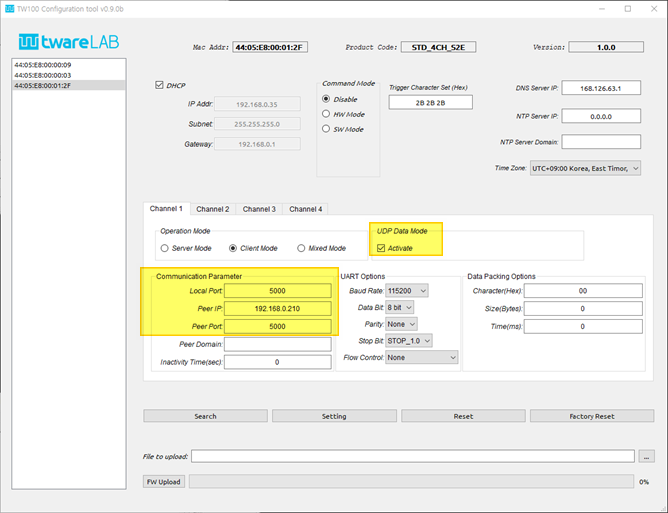 TW100 Configuration tool v0.9.0b
twareLAB
Mac Addr: 44:05:E8:00:01:2F Product Code: STD_4CH_S2E Version: 1.0.0
44:05:E8:00:00:09
44:05:E8:00:00:03
44:05:E8:00:01:2F
DHCP
IP Addr: 192.168.0.35
Subnet: 255.255.255.0
Gateway: 192.168.0.1
Command Mode
Disable
HW Mode
SW Mode
Trigger Character Set (Hex)
2B 2B 2B
DNS Server IP: 168.126.63.1
NTP Server IP: 0.0.0.0
NTP Server Domain:
Time Zone: UTC+09:00 Korea, East Timor,
Channel 1 Channel 2 Channel 3 Channel 4
Operation Mode
Server Mode Client Mode Mixed Mode
UDP Data Mode
Activate
Communication Parameter
Local Port: 5000
Peer IP: 192.168.0.210
Peer Port: 5000
Peer Domain:
Inactivity Time(sec): 0
UART Options
Baud Rate: 115200
Data Bit: 8 bit
Parity: None
Stop Bit: STOP_1.0
Flow Control: None
Data Packing Options
Character(Hex): 00
Size(Bytes): 0
Time(ms): 0
Search Setting Reset Factory Reset
File to upload: ...
FW Upload 0%